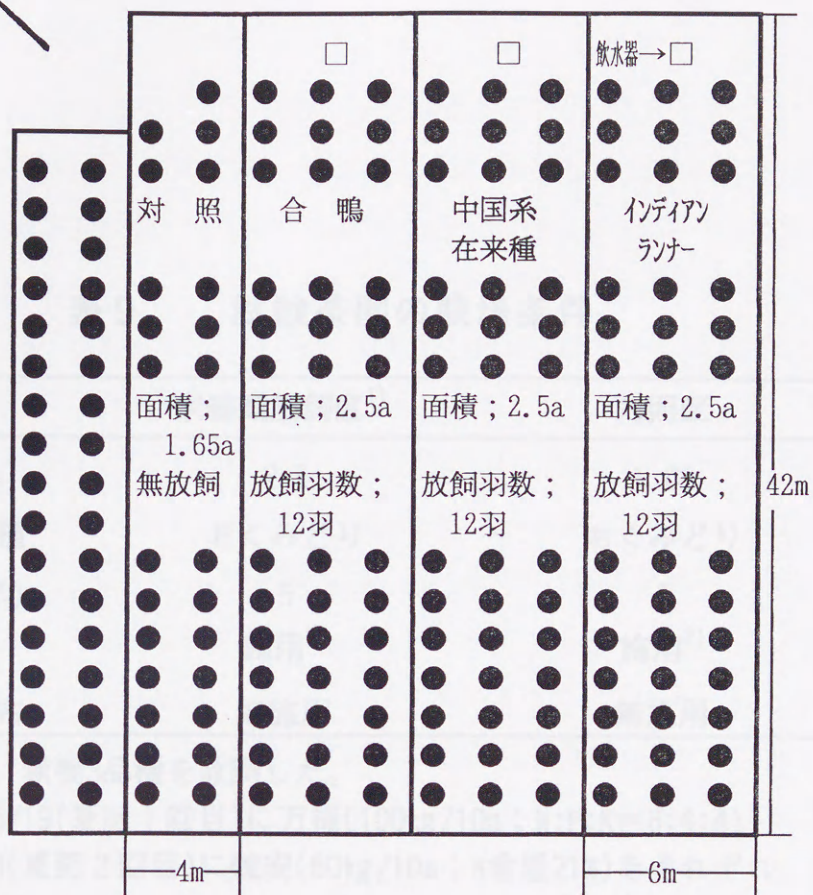 飲水器→□
対 照
合 鴨
中国系
在来種
インディアン
ランナー
面積；
1.65a
無放飼
面積；2.5a
放飼羽数；
12羽
面積；2.5a
放飼羽数；
12羽
面積；2.5a
放飼羽数；
12羽
42m
4m
6m